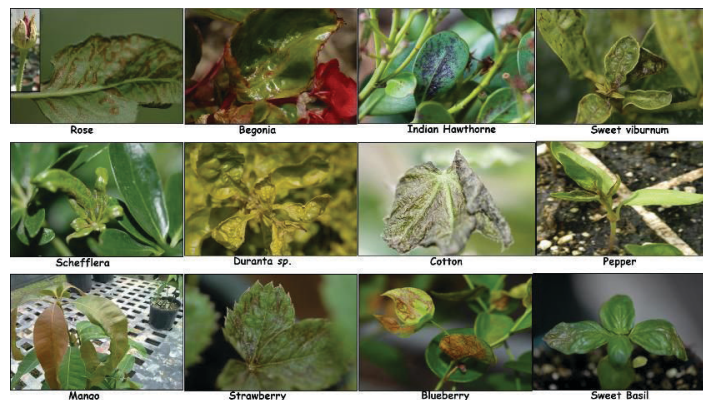 Rose
Begonia
Indian Hawthorne
Sweet viburnum
Schefflera
Duranta sp.
Cotton
Pepper
Mango
Strawberry
Blueberry
Sweet Basil